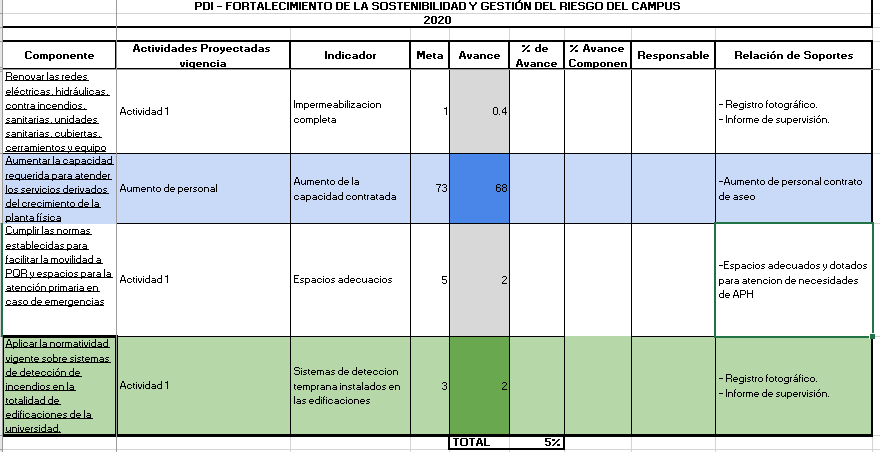 PDI - FORTALECIMIENTO DE LA SOSTENIBILIDAD Y GESTIÓN DEL RIESGO DEL CAMPUS
2020
Componente
Actividades Proyectadas
vigencia
Indicador
Meta
Avance
% de
Avance
% Avance
Componen
Responsable
Relación de Soportes
Renovar las redes
eléctricas, hidráulicas,
contra incendios,
sanitarias, unidades
sanitarias, cubiertas,
cerramientos y equipo
Actividad 1
Impermeabilizacion
completa
1
0.4
- Registro fotográfico.
- Informe de supervisión.
Aumentar la capacidad
requerida para atender
los servicios derivados
del crecimiento de la
planta física
Aumento de personal
Aumento de la
capacidad contratada
73
68
-Aumento de personal contrato
de aseo
Cumplir las normas
establecidas para
facilitar la movilidad a
PQR y espacios para la
atención primaria en
caso de emergencias
Actividad 1
Espacios adecuacios
5
2
-Espacios adecuados y dotados
para atencion de necesidades
de APH
Aplicar la normatividad
vigente sobre sistemas
de detección de
incendios en la
totalidad de
edificaciones de la
universidad.
Actividad 1
Sistemas de deteccion
temprana instalados en
las edificaciones
3
2
- Registro fotográfico.
- Informe de supervisión.
TOTAL
5%